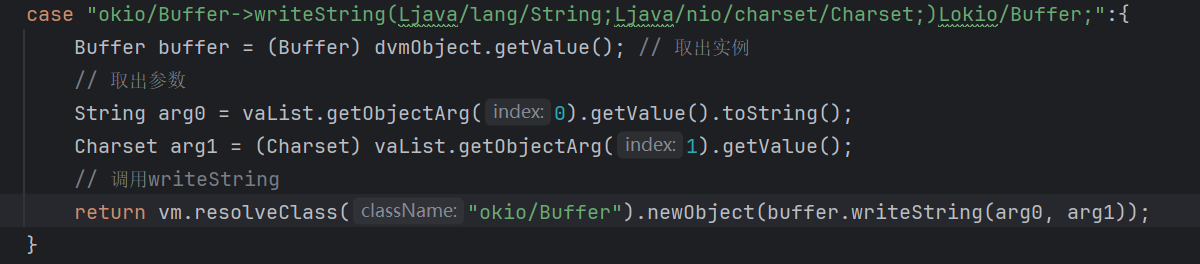 case "okio/Buffer->writeString(Ljava/lang/String;Ljava/nio/charset/Charset;)Lokio/Buffer;":{
    Buffer buffer = (Buffer) dvmObject.getValue(); // 取出实例
    // 取出参数
    String arg0 = vaList.getObjectArg( index: 0).getValue().toString();
    Charset arg1 = (Charset) vaList.getObjectArg( index: 1).getValue();
    // 调用writeString
    return vm.resolveClass( className: "okio/Buffer").newObject(buffer.writeString(arg0, arg1));
}